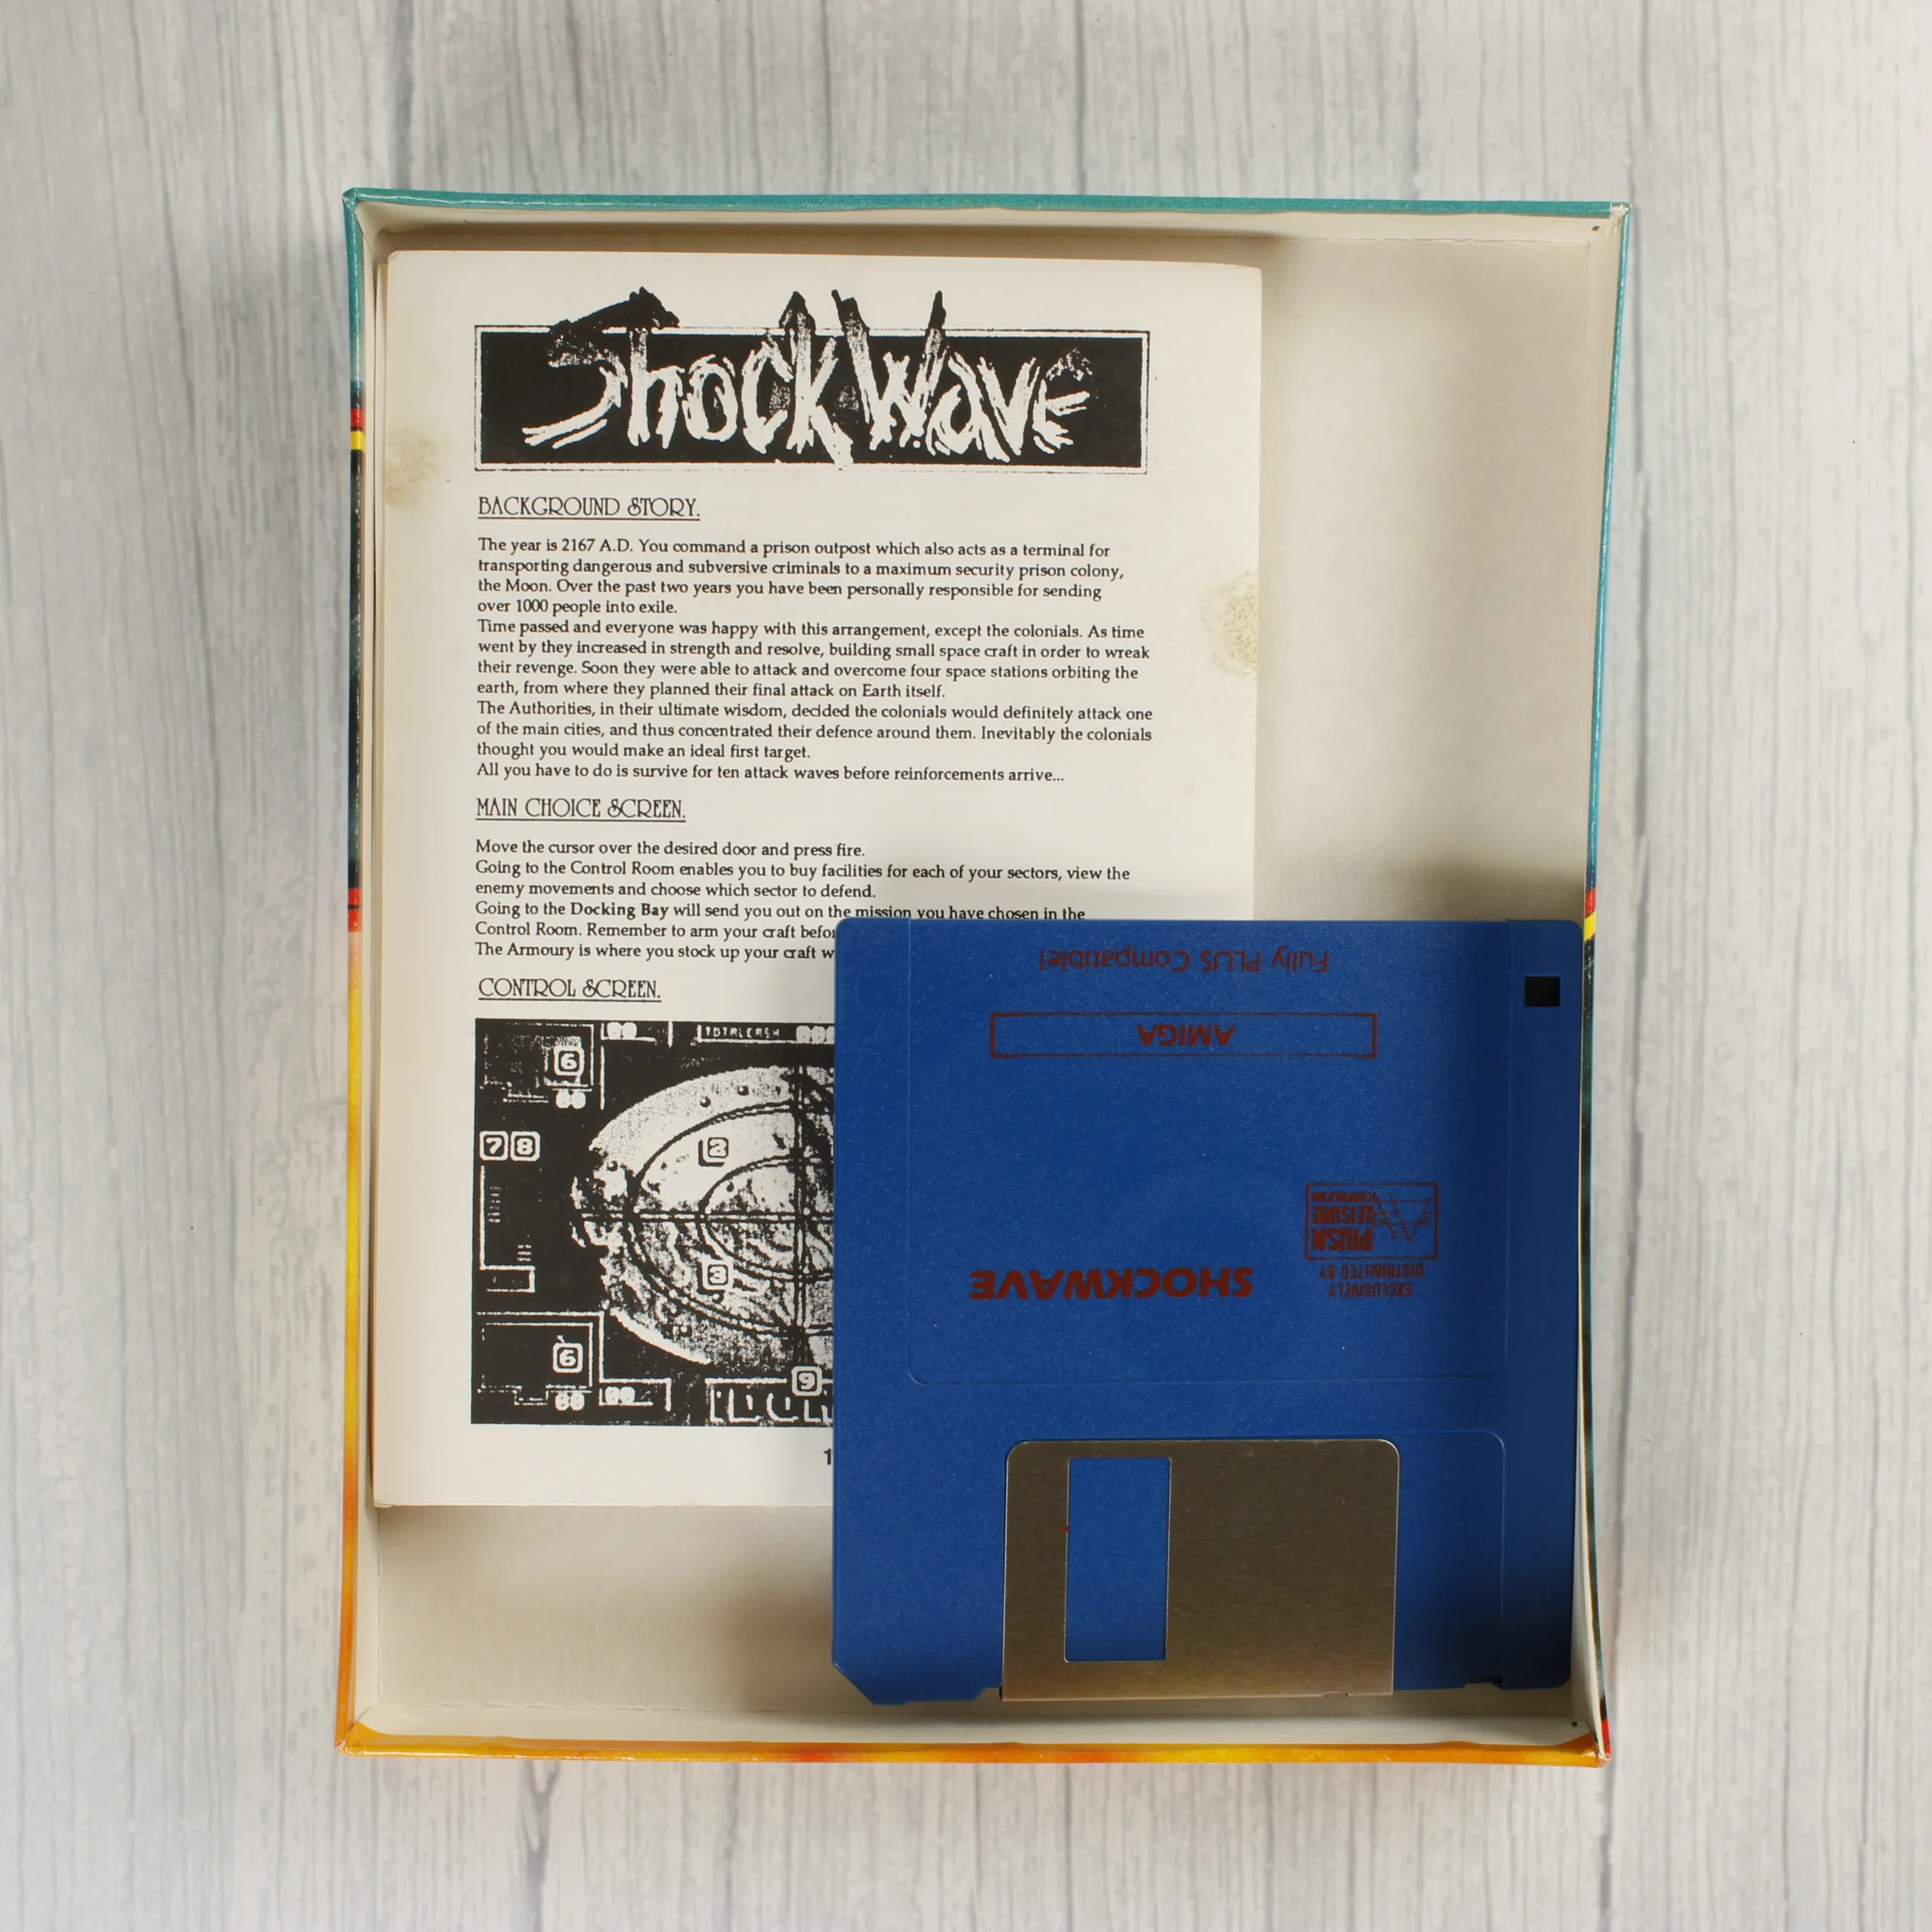 Shock Wave
BACKGROUND STORY.
The year is 2167 A.D. You command a prison outpost which also acts as a terminal for
transporting dangerous and subversive criminals to a maximum security prison colony,
the Moon. Over the past two years you have been personally responsible for sending
over 1000 people into exile.
Time passed and everyone was happy with this arrangement, except the colonials. As time
went by they increased in strength and resolve, building small space craft in order to wreak
their revenge. Soon they were able to attack and overcome four space stations orbiting the
earth, from where they planned their final attack on Earth itself.
The Authorities, in their ultimate wisdom, decided the colonials would definitely attack one
of the main cities, and thus concentrated their defence around them. Inevitably the colonials
thought you would make an ideal first target.
All you have to do is survive for ten attack waves before reinforcements arrive...
MAIN CHOICE SCREEN.
Move the cursor over the desired door and press fire.
Going to the Control Room enables you to buy facilities for each of your sectors, view the
enemy movements and choose which sector to defend.
Going to the Docking Bay will send you out on the mission you have chosen in the
Control Room. Remember to arm your craft
The Armoury is where you stock up your craft
CONTROL SCREEN.
TOTAL CASH
6
7 8
2
3
6
9
1
SHOCKWAVE
EXCLUSIVELY
DISTRIBUTED BY
PRISM
LEISURE
CORPORATION
AMIGA
Fully PLUS Compatible!